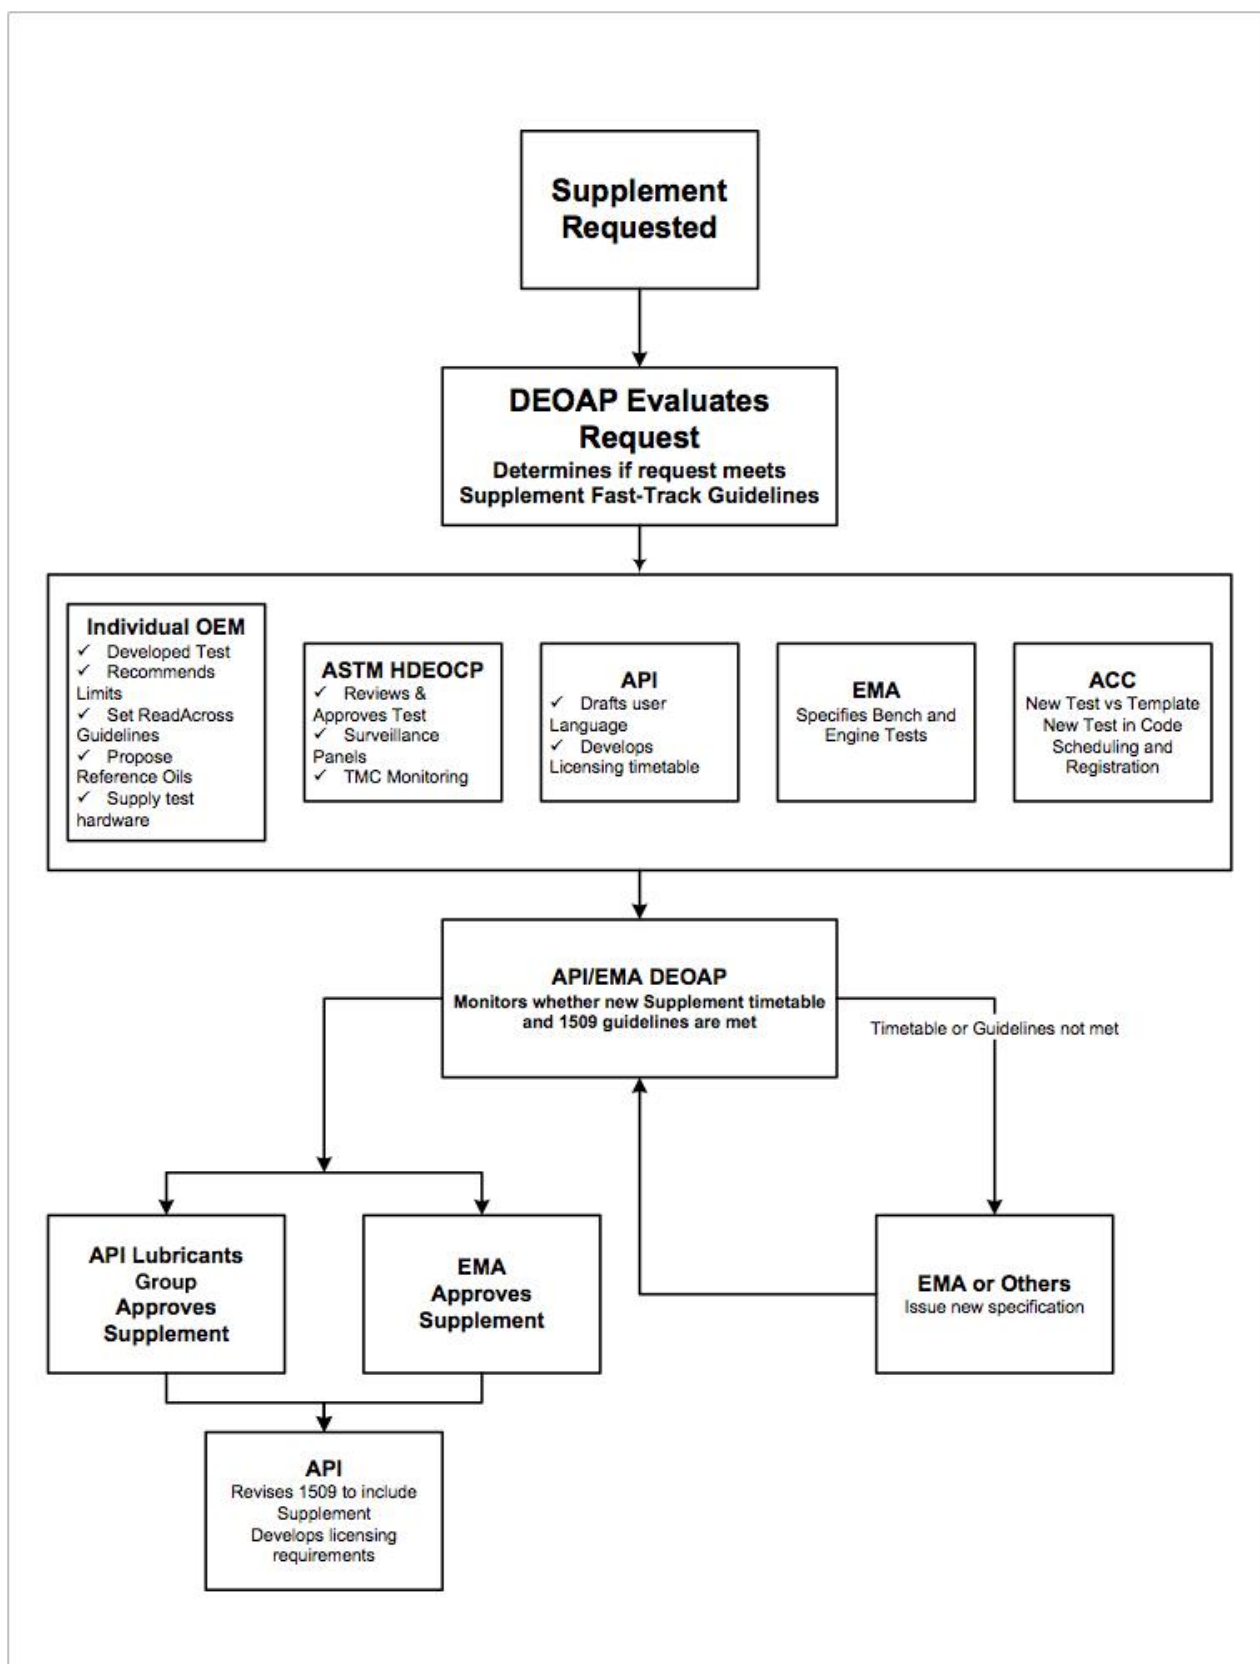 Supplement
Requested
DEOAP Evaluates
Request
Determines if request meets
Supplement Fast-Track Guidelines
Individual OEM
✓ Developed Test
✓ Recommends
Limits
✓ Set ReadAcross
Guidelines
✓ Propose
Reference Oils
✓ Supply test
hardware
ASTM HDEOCP
✓ Reviews &
Approves Test
✓ Surveillance
Panels
✓ TMC Monitoring
API
✓ Drafts user
Language
✓ Develops
Licensing timetable
EMA
Specifies Bench and
Engine Tests
ACC
New Test vs Template
New Test in Code
Scheduling and
Registration
API/EMA DEOAP
Monitors whether new Supplement timetable
and 1509 guidelines are met
Timetable or Guidelines not met
API Lubricants
Group
Approves
Supplement
EMA
Approves
Supplement
EMA or Others
Issue new specification
API
Revises 1509 to include
Supplement
Develops licensing
requirements